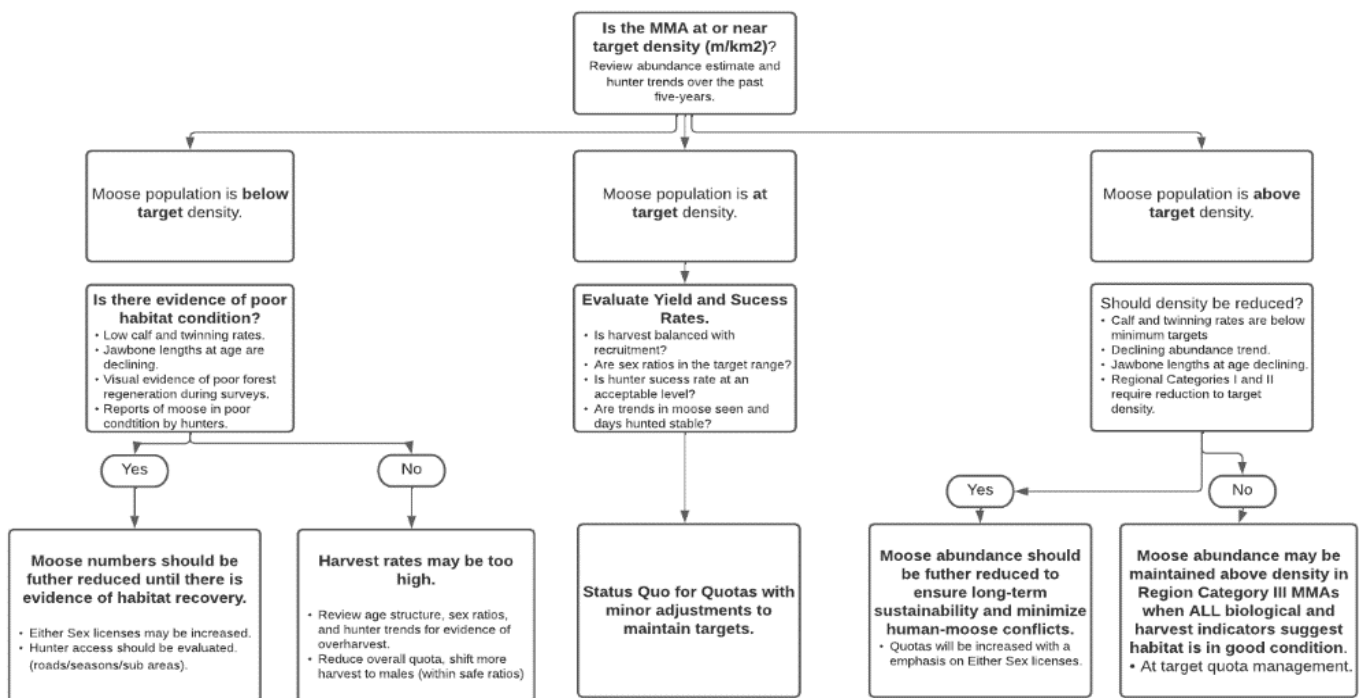 Is the MMA at or near
target density (m/km2)?
Review abundance estimate and
hunter trends over the past
five-years.
Moose population is below
target density.
Moose population is at
target density.
Moose population is above
target density.
Is there evidence of poor
habitat condition?
• Low calf and twinning rates.
• Jawbone lengths at age are
declining.
• Visual evidence of poor forest
regeneration during surveys.
• Reports of moose in poor
condtition by hunters.
Evaluate Yield and Sucess
Rates.
• Is harvest balanced with
recruitment?
• Are sex ratios in the target range?
• Is hunter sucess rate at an
acceptable level?
• Are trends in moose seen and
days hunted stable?
Should density be reduced?
• Calf and twinning rates are below
minimum targets
• Declining abundance trend.
• Jawbone lengths at age declining.
• Regional Categories I and II
require reduction to target
density.
Yes
No
Yes
No
Moose numbers should be
futher reduced until there is
evidence of habitat recovery.
• Either Sex licenses may be increased.
• Hunter access should be evaluated.
(roads/seasons/sub areas).
Harvest rates may be too
high.
• Review age structure, sex ratios,
and hunter trends for evidence of
overharvest.
• Reduce overall quota, shift more
harvest to males (within safe ratios)
Status Quo for Quotas with
minor adjustments to
maintain targets.
Moose abundance should
be futher reduced to
ensure long-term
sustainability and minimize
human-moose conflicts.
• Quotas will be increased with a
emphasis on Either Sex licenses.
Moose abundance may be
maintained above density in
Region Category III MMAs
when ALL biological and
harvest indicators suggest
habitat is in good condition.
• At target quota management.